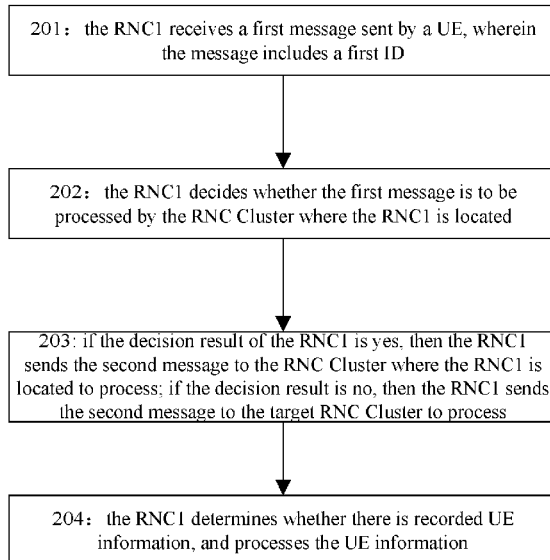 201： the RNC1 receives a first message sent by a UE, wherein
the message includes a first ID
202： the RNC1 decides whether the first message is to be
processed by the RNC Cluster where the RNC1 is located
203: if the decision result of the RNC1 is yes, then the RNC1
sends the second message to the RNC Cluster where the RNC1 is
located to process; if the decision result is no, then the RNC1 sends
the second message to the target RNC Cluster to process
204： the RNC1 determines whether there is recorded UE
information, and processes the UE information